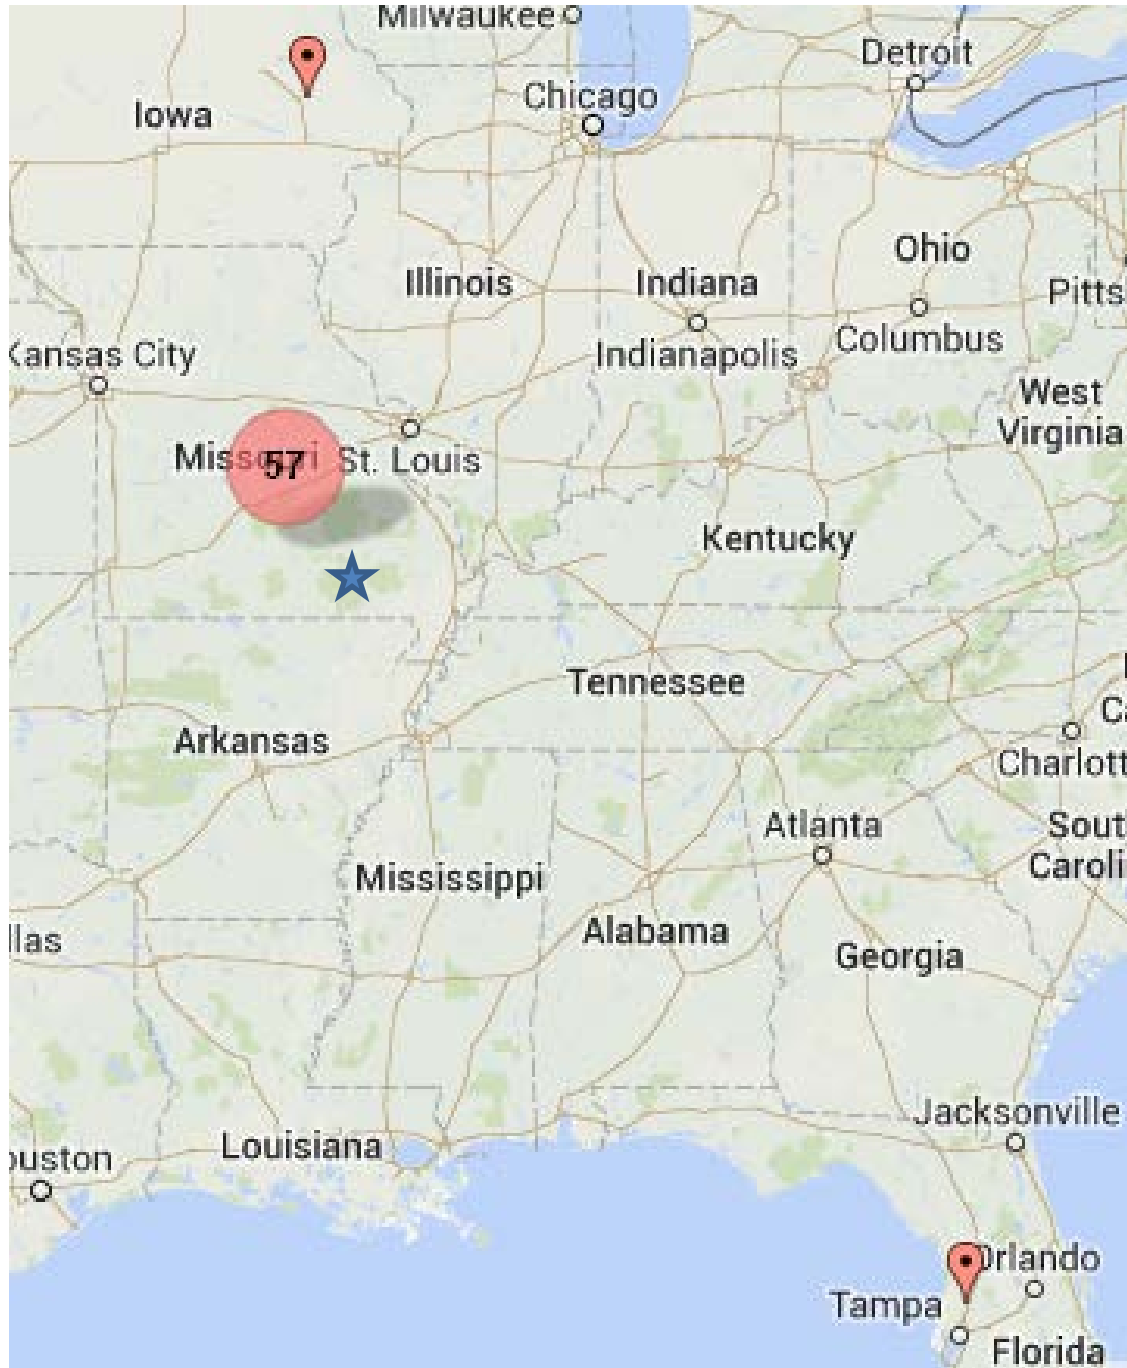 Milwaukee
Detroit
Chicago
Iowa
Ohio
Illinois
Indiana
Pitts
Columbus
Kansas City
Indianapolis
West
Virginia
Missouri
57
St. Louis
Kentucky
Tennessee
Arkansas
Charlott
Atlanta
Sout
Caroli
Mississippi
Alabama
llas
Georgia
Jacksonville
Louisiana
ouston
Orlando
Tampa
Florida